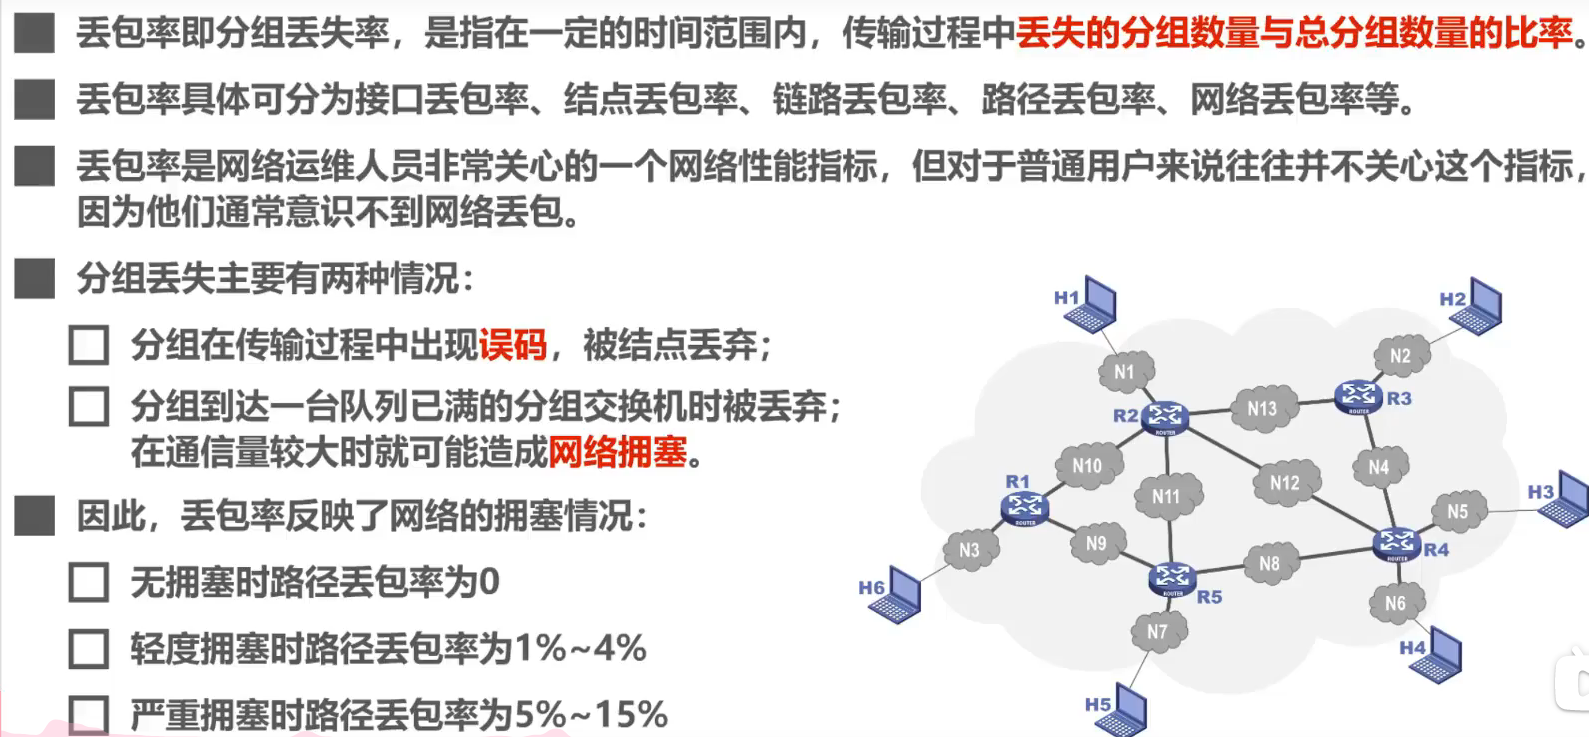 丢包率即分组丢失率，是指在一定的时间范围内，传输过程中丢失的分组数量与总分组数量的比率。
丢包率具体可分为接口丢包率、结点丢包率、链路丢包率、路径丢包率、网络丢包率等。
丢包率是网络运维人员非常关心的一个网络性能指标，但对于普通用户来说往往并不关心这个指标，
因为他们通常意识不到网络丢包。
分组丢失主要有两种情况：
分组在传输过程中出现误码，被结点丢弃；
分组到达一台队列已满的分组交换机时被丢弃；
在通信量较大时就可能造成网络拥塞。
因此，丢包率反映了网络的拥塞情况：
无拥塞时路径丢包率为0
轻度拥塞时路径丢包率为1%~4%
严重拥塞时路径丢包率为5%~15%
H1
H2
N1
N2
R2
ROUTER
N13
R3
ROUTER
N10
N12
N4
R1
ROUTER
N11
H3
N5
N3
N9
R4
ROUTER
N8
H6
R5
ROUTER
N6
N7
H4
H5